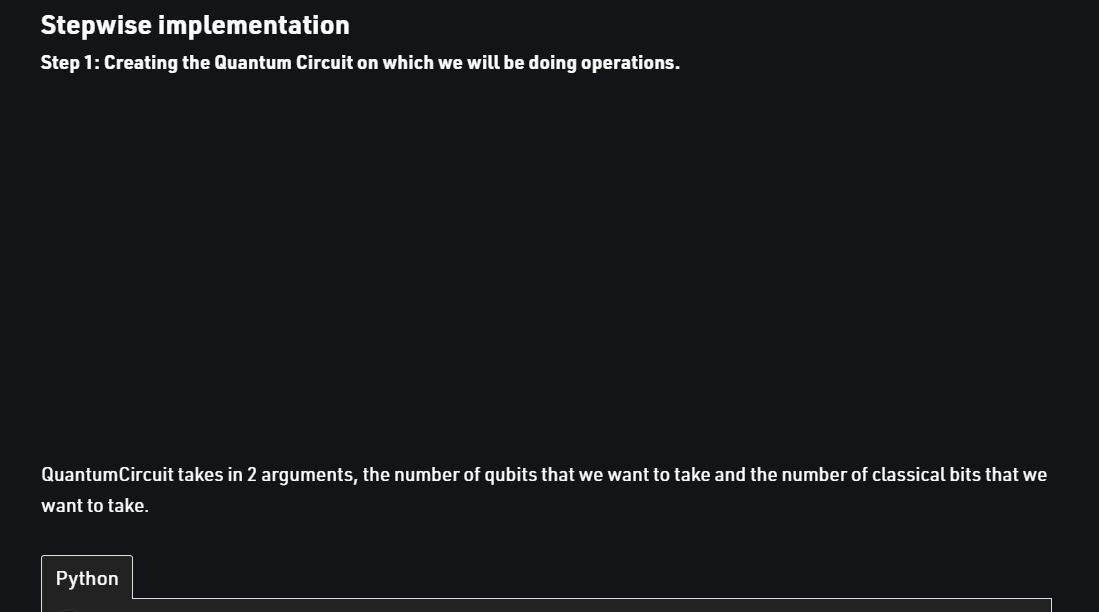 Stepwise implementation
Step 1: Creating the Quantum Circuit on which we will be doing operations.
QuantumCircuit takes in 2 arguments, the number of qubits that we want to take and the number of classical bits that we
want to take.
Python